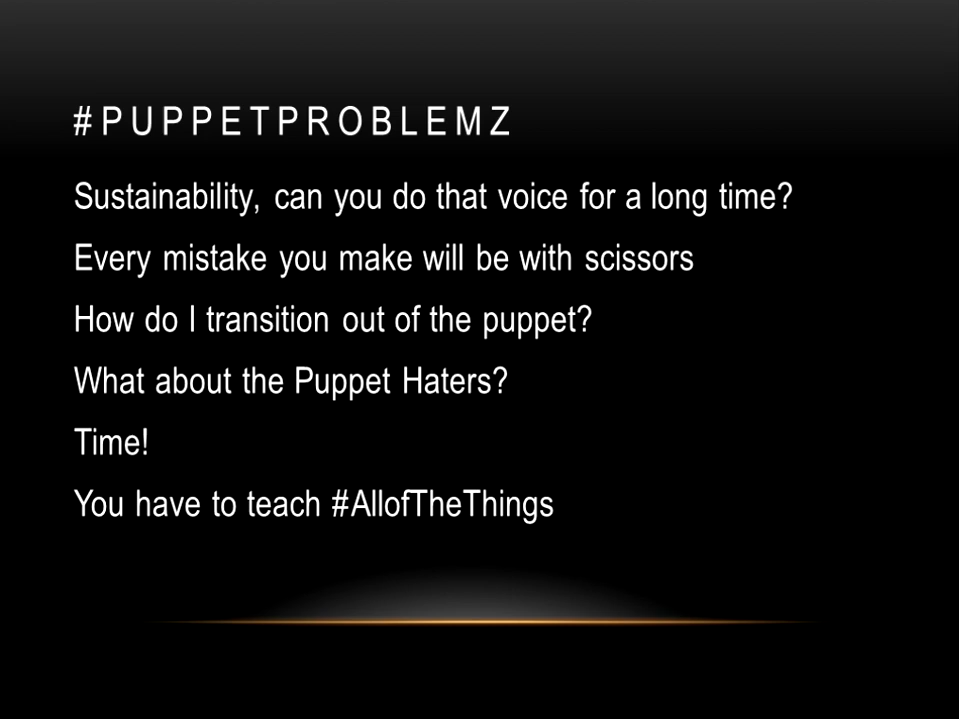 #PUPPETPROBLEMZ
Sustainability, can you do that voice for a long time?
Every mistake you make will be with scissors
How do I transition out of the puppet?
What about the Puppet Haters?
Time!
You have to teach #AllofTheThings